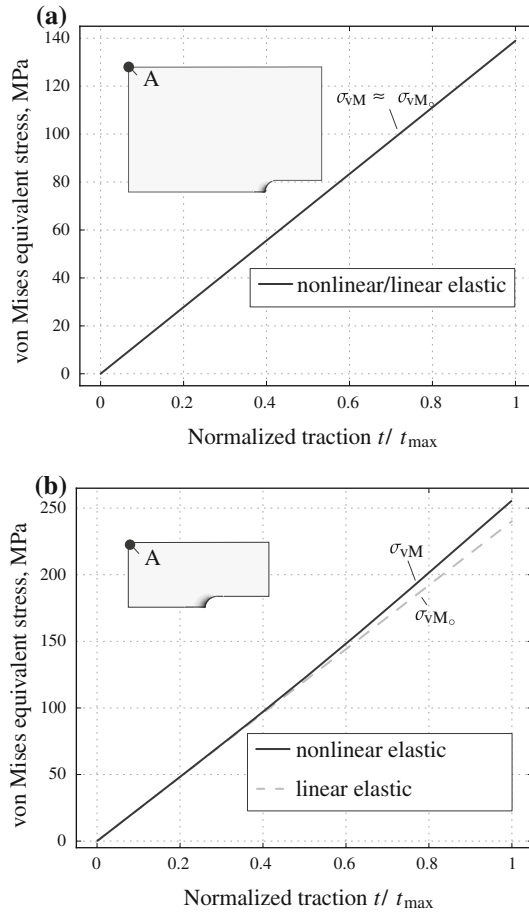 (a)
140
120
100
80
60
40
20
0
von Mises equivalent stress, MPa
A
σvM ≈ σvM○
nonlinear/linear elastic
0 0.2 0.4 0.6 0.8 1
Normalized traction t/ tmax
(b)
250
200
150
100
50
0
von Mises equivalent stress, MPa
A
σvM
σvM○
nonlinear elastic
linear elastic
0 0.2 0.4 0.6 0.8 1
Normalized traction t/ tmax